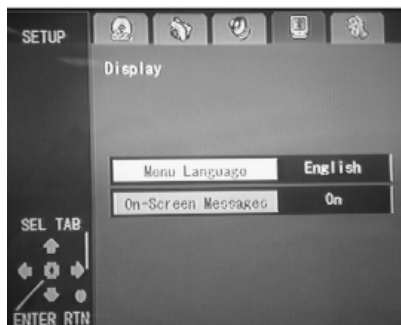 SETUP
Display
Menu Language English
On-Screen Messages On
SEL TAB
ENTER RTN